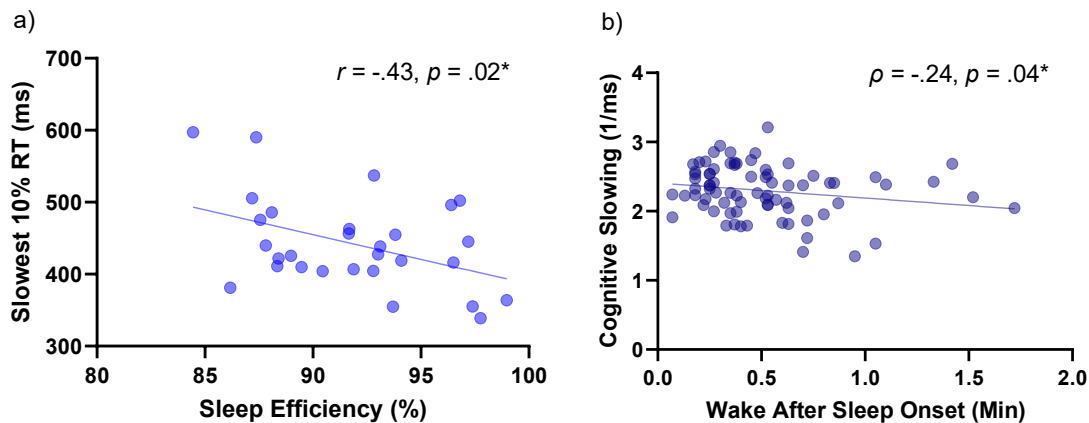 a)
r = -.43, p = .02*
Slowest 10% RT (ms)
700
600
500
400
300
80
85
90
95
100
Sleep Efficiency (%)
b)
ρ = -.24, p = .04*
Cognitive Slowing (1/ms)
4
3
2
1
0
0.0
0.5
1.0
1.5
2.0
Wake After Sleep Onset (Min)